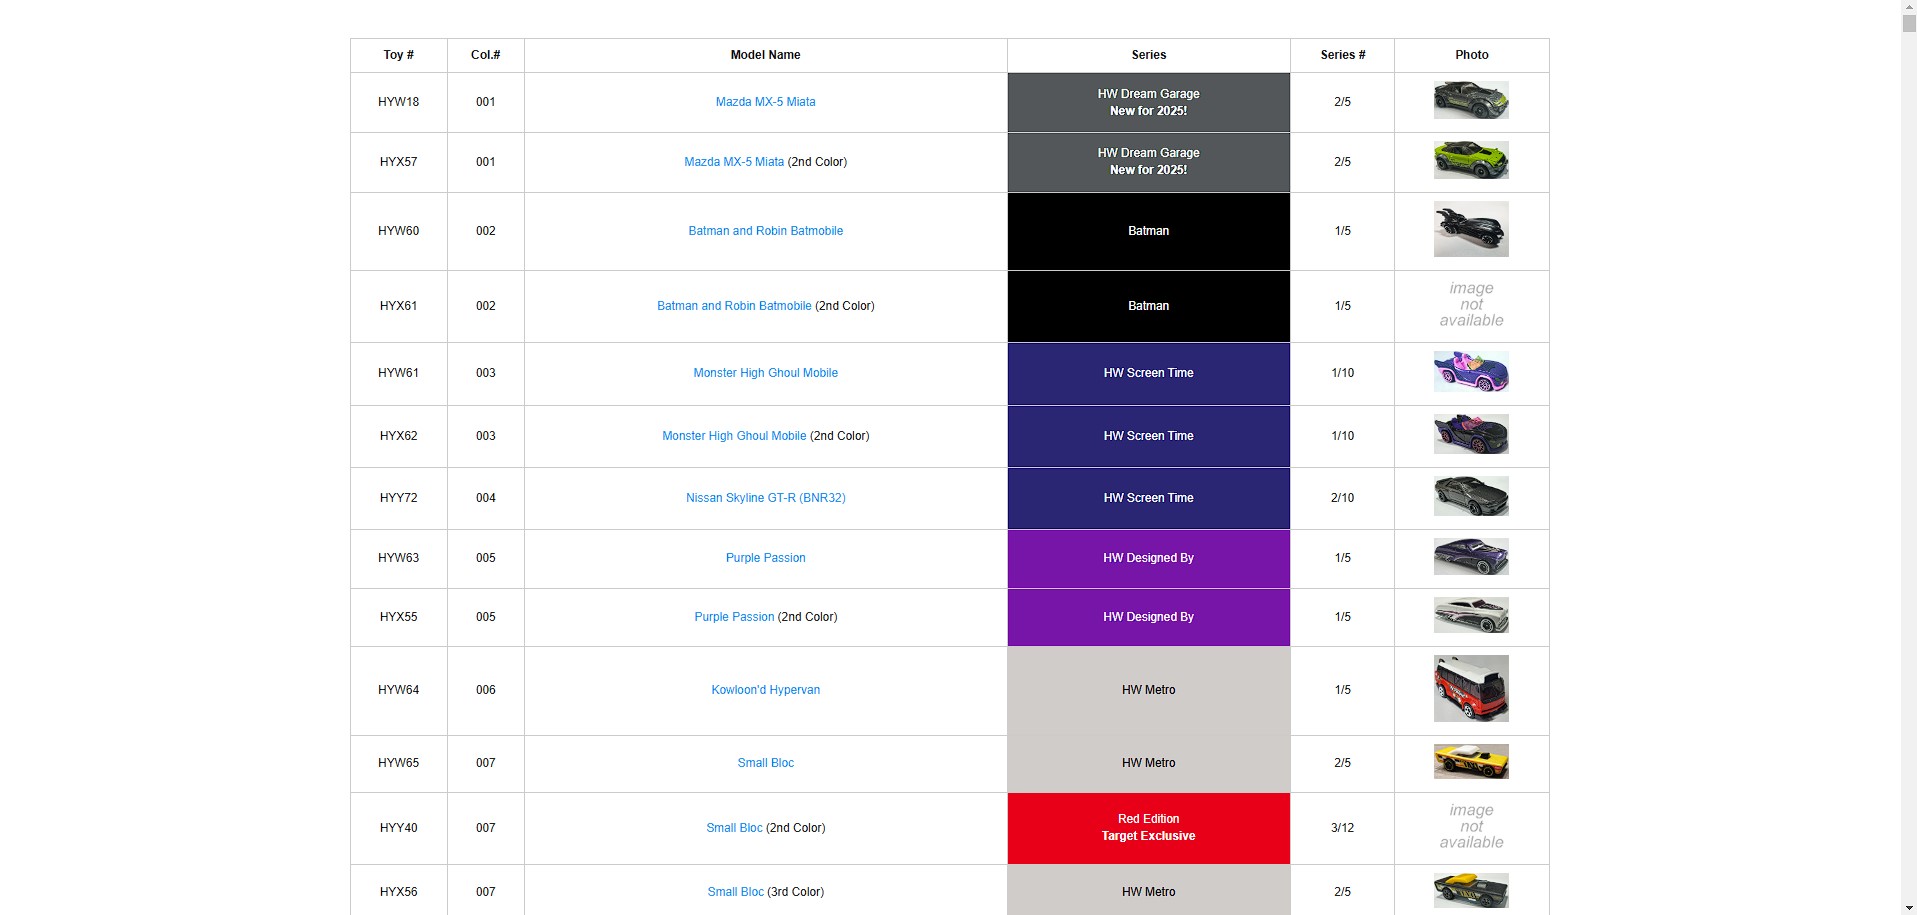 Toy # Col.# Model Name Series Series # Photo
HYW18 001 Mazda MX-5 Miata HW Dream Garage New for 2025! 2/5
HYX57 001 Mazda MX-5 Miata (2nd Color) HW Dream Garage New for 2025! 2/5
HYW60 002 Batman and Robin Batmobile Batman 1/5
HYX61 002 Batman and Robin Batmobile (2nd Color) Batman 1/5 image not available
HYW61 003 Monster High Ghoul Mobile HW Screen Time 1/10
HYX62 003 Monster High Ghoul Mobile (2nd Color) HW Screen Time 1/10
HYY72 004 Nissan Skyline GT-R (BNR32) HW Screen Time 2/10
HYW63 005 Purple Passion HW Designed By 1/5
HYX55 005 Purple Passion (2nd Color) HW Designed By 1/5
HYW64 006 Kowloon'd Hypervan HW Metro 1/5
HYW65 007 Small Bloc HW Metro 2/5
HYY40 007 Small Bloc (2nd Color) Red Edition Target Exclusive 3/12 image not available
HYX56 007 Small Bloc (3rd Color) HW Metro 2/5